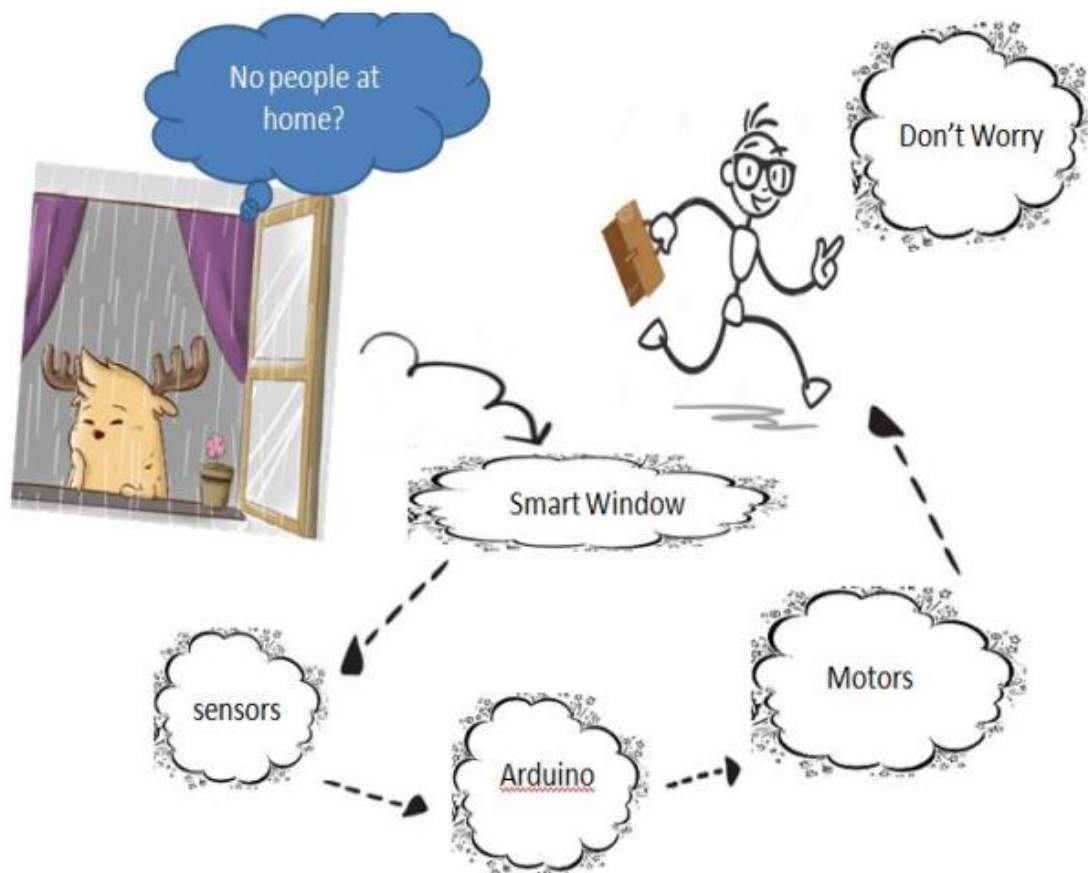 No people at
home?
Don't Worry
Smart Window
sensors
Arduino
Motors